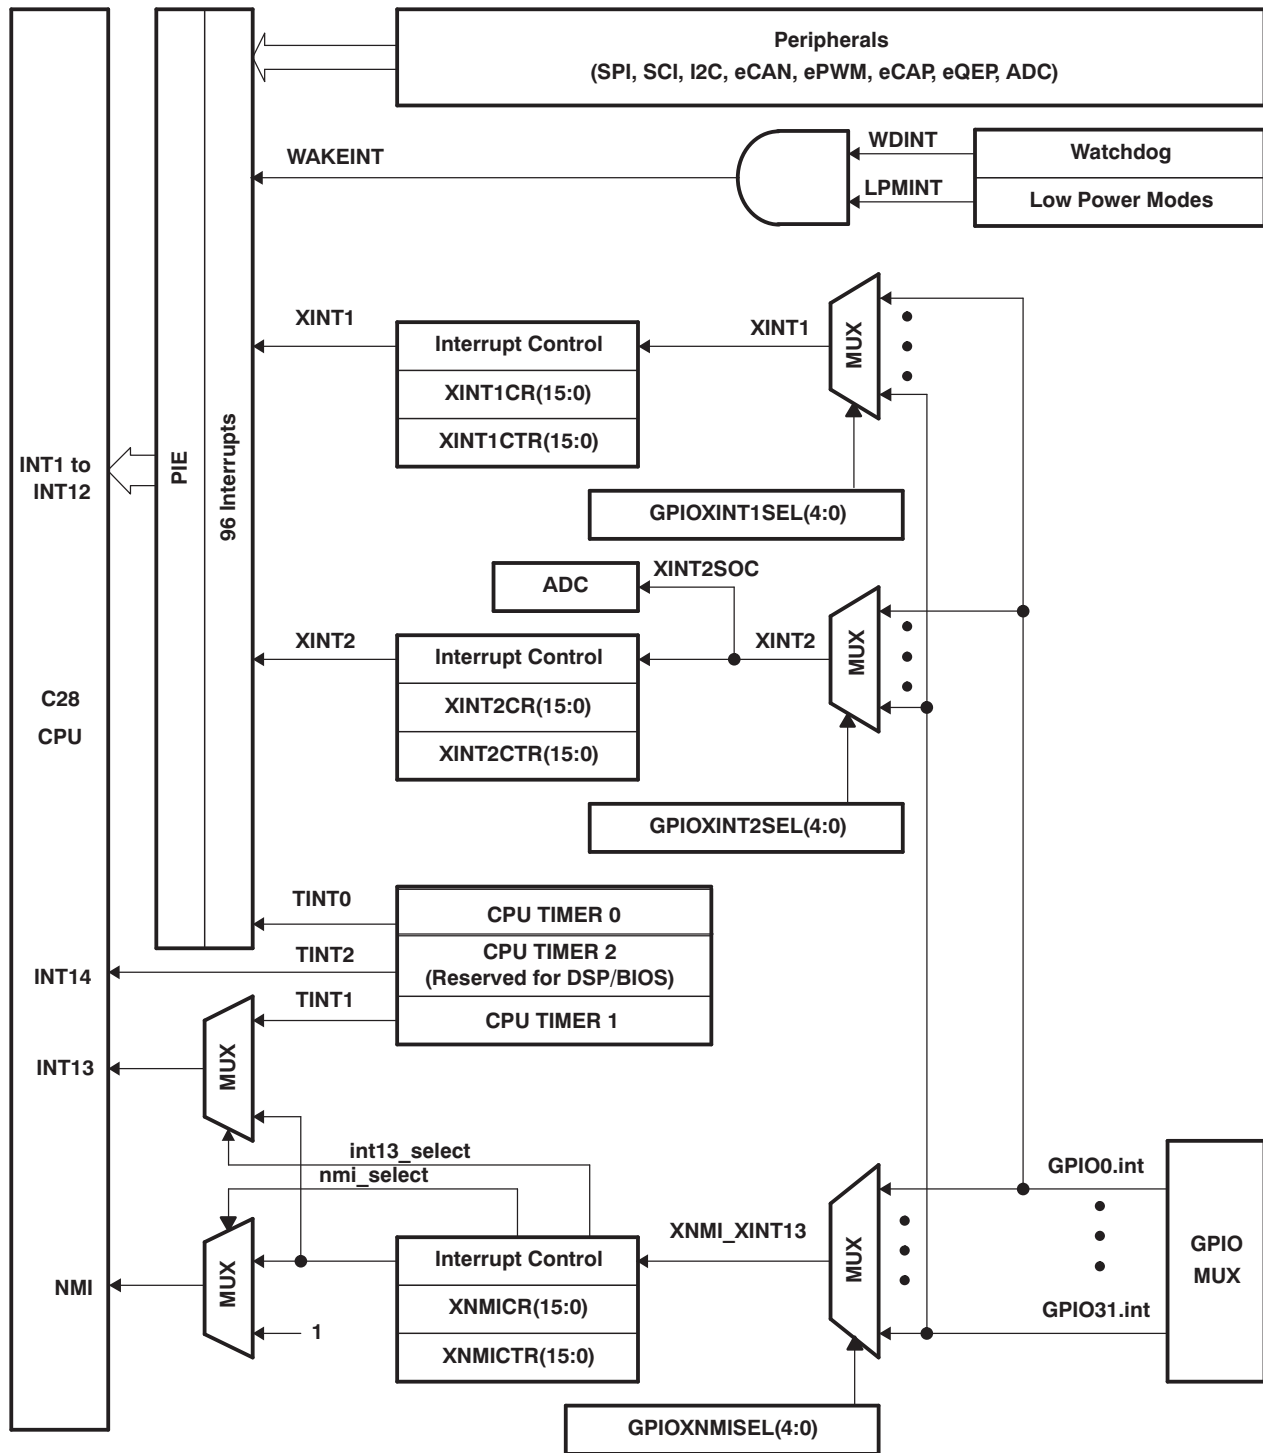 Peripherals
(SPI, SCI, I2C, eCAN, ePWM, eCAP, eQEP, ADC)
WDINT
Watchdog
WAKEINT
LPMINT
Low Power Modes
XINT1
Interrupt Control
XINT1
MUX
XINT1CR(15:0)
XINT1CTR(15:0)
INT1 to
INT12
PIE
96 Interrupts
GPIOXINT1SEL(4:0)
ADC
XINT2SOC
XINT2
Interrupt Control
XINT2
MUX
C28
CPU
XINT2CR(15:0)
XINT2CTR(15:0)
GPIOXINT2SEL(4:0)
TINT0
CPU TIMER 0
INT14
TINT2
CPU TIMER 2
(Reserved for DSP/BIOS)
TINT1
CPU TIMER 1
INT13
MUX
int13_select
nmi_select
GPIO0.int
XNMI_XINT13
MUX
GPIO
MUX
NMI
MUX
Interrupt Control
XNMICR(15:0)
1
XNMICTR(15:0)
GPIO31.int
GPIOXNMISEL(4:0)